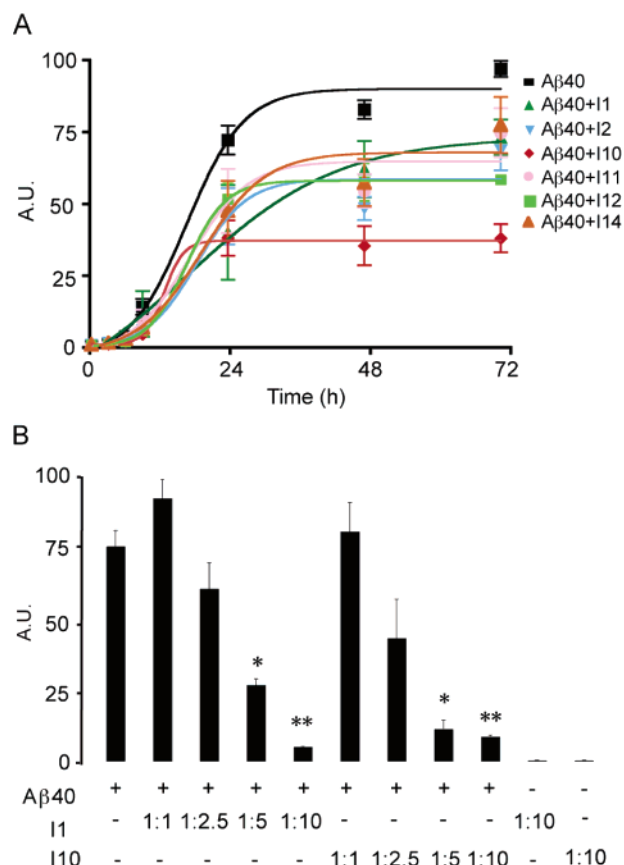 A
100
75
50
25
0
A.U.
0 24 48 72
Time (h)
Aβ40
Aβ40+I1
Aβ40+I2
Aβ40+I10
Aβ40+I11
Aβ40+I12
Aβ40+I14
B
100
75
50
25
0
A.U.
* ** * **
Aβ40 + + + + + + + + + - -
I1 - 1:1 1:2.5 1:5 1:10 - - - - 1:10 -
I10 - - - - - 1:1 1:2.5 1:5 1:10 - 1:10